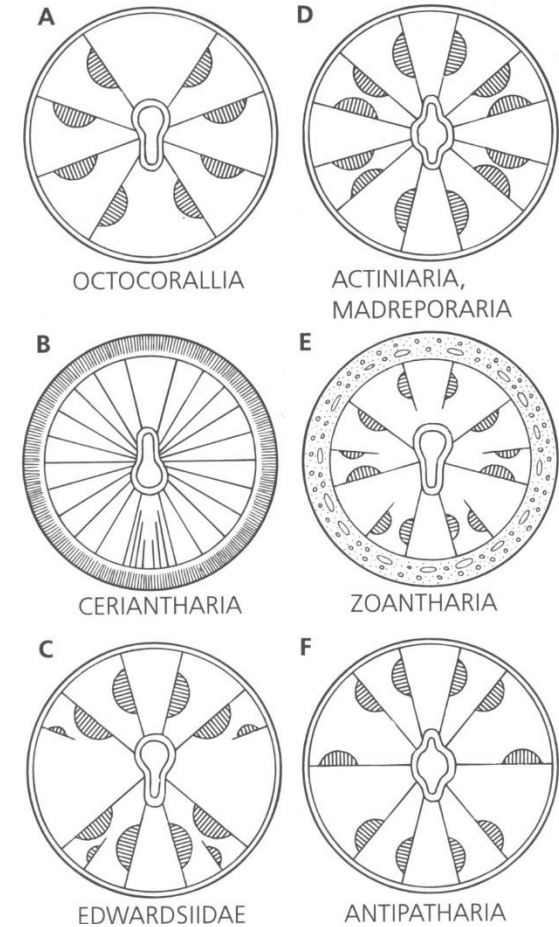 A
OCTOCORALLIA
D
ACTINIARIA,
MADREPORARIA
B
CERIANTHARIA
E
ZOANTHARIA
C
EDWARDSIIDAE
F
ANTIPATHARIA